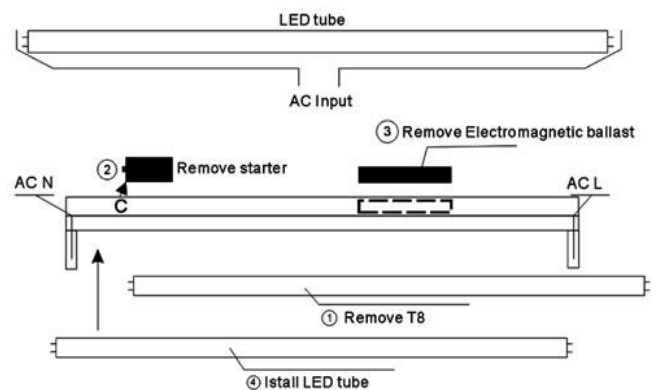 LED tube
AC Input
③ Remove Electromagnetic ballast
② Remove starter
AC N
AC L
C
① Remove T8
④ Istall LED tube